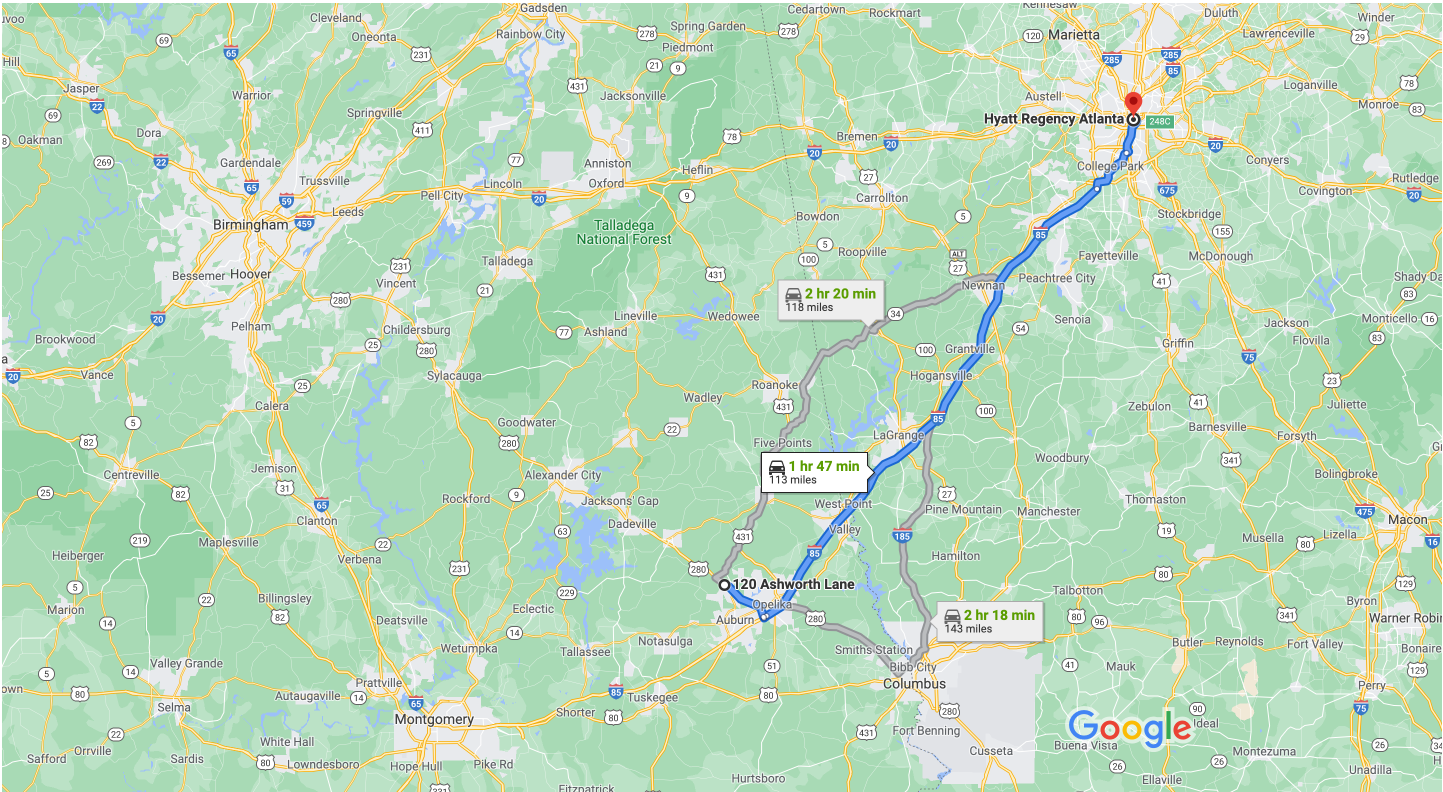 Gadsden
Cedartown
Rockmart
Kennesaw
Duluth
Winder
Cleveland
Rainbow City
Spring Garden
Marietta
Lawrenceville
Oneonta
Piedmont
Hill
Jasper
Warrior
Springville
Jacksonville
Austell
Loganville
Monroe
Oakman
Dora
Bremen
Hyatt Regency Atlanta
248C
Gardendale
Trussville
Anniston
Heflin
College Park
Conyers
Pell City
Lincoln
Oxford
Carrollton
Covington
Rutledge
Birmingham
Leeds
Talladega
National Forest
Bowdon
Stockbridge
Bessemer
Hoover
Vincent
Talladega
Roopville
ALT
27
Fayetteville
McDonough
Newnan
Peachtree City
2 hr 20 min
118 miles
Pelham
Lineville
Wedowee
Senoia
Jackson
Monticello
Brookwood
Childersburg
Ashland
Griffin
Flovilla
Vance
Sylacauga
Grantville
Hogansville
Roanoke
Wadley
Zebulon
Juliette
Calera
Goodwater
Five Points
LaGrange
Barnesville
Forsyth
Centreville
Jemison
Alexander City
1 hr 47 min
113 miles
Woodbury
Bolingbroke
Rockford
Jacksons' Gap
West Point
Pine Mountain
Manchester
Thomaston
Clanton
Dadeville
Valley
Macon
Heiberger
Maplesville
Verbena
Hamilton
Musella
Lizella
120 Ashworth Lane
Talbotton
Marion
Billingsley
Eclectic
Opelika
Byron
Deatsville
Auburn
2 hr 18 min
143 miles
Warner Robin
Wetumpka
Tallassee
Notasulga
Smiths Station
Butler
Reynolds
Fort Valley
Bonaire
Valley Grande
Prattville
Bibb City
Mauk
Columbus
Perry
Autaugaville
Tuskegee
Selma
Shorter
Montgomery
Fort Benning
Google
Ideal
White Hall
Cusseta
Buena Vista
Montezuma
Safford
Orrville
Sardis
Lowndesboro
Hope Hull
Pike Rd
Hurtsboro
Ellaville
Unadilla
Fitzpatrick